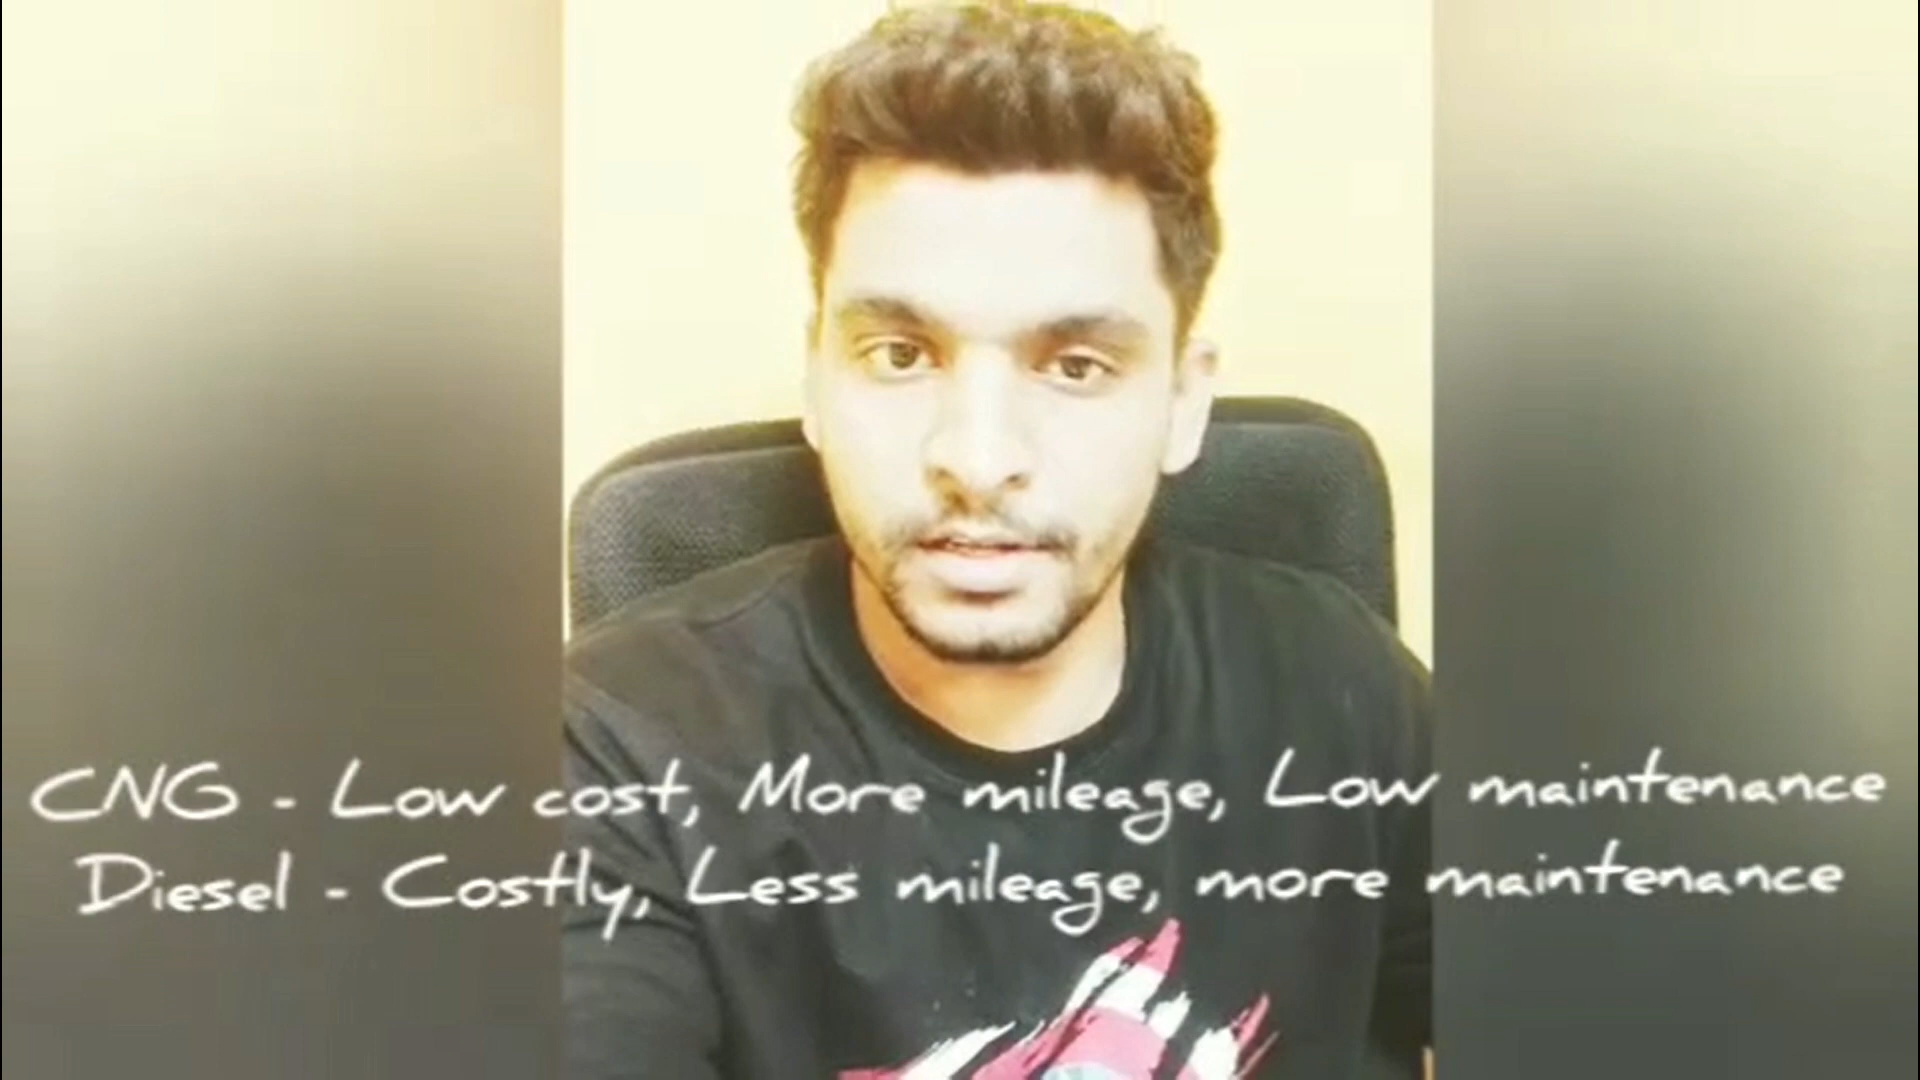 CNG - Low cost, More mileage, Low maintenance
Diesel - Costly, Less mileage, more maintenance